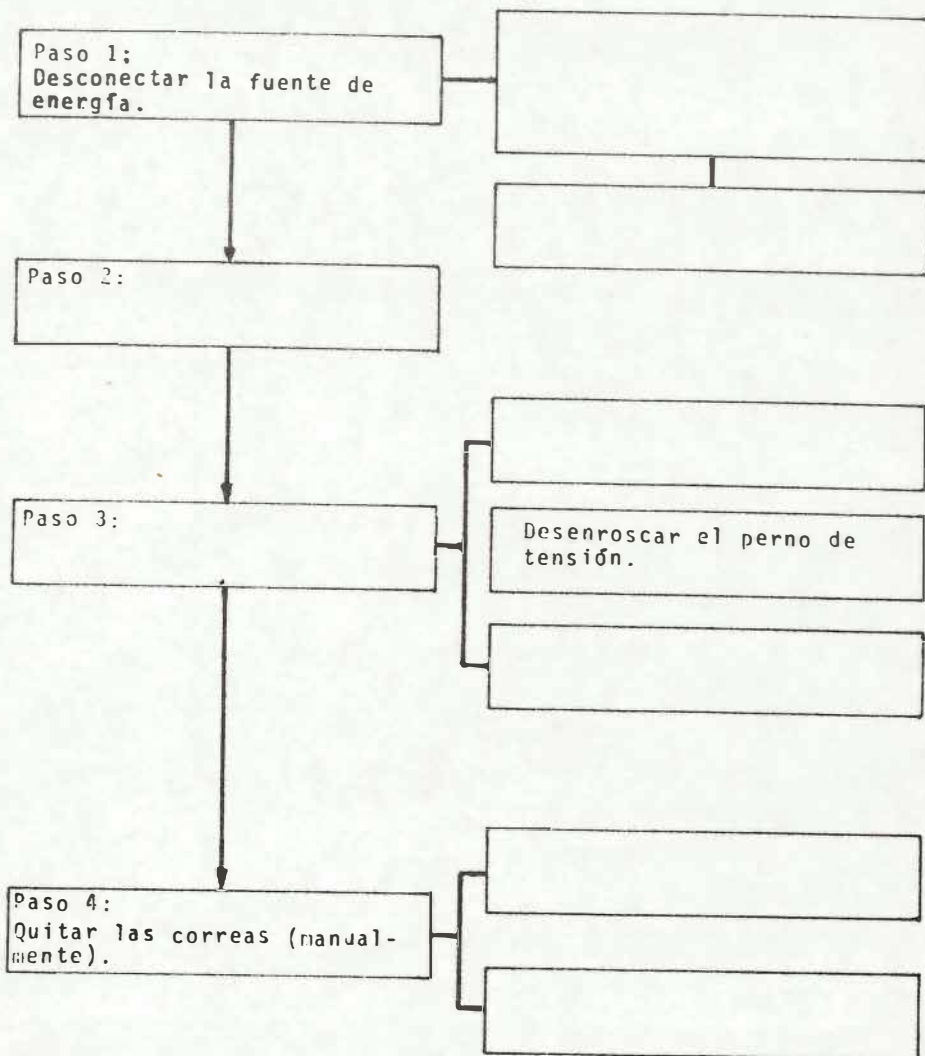 Paso 1:
Desconectar la fuente de
energía.
Paso 2:
Paso 3:
Desenroscar el perno de
tensión.
Paso 4:
Quitar las correas (manual-
mente).